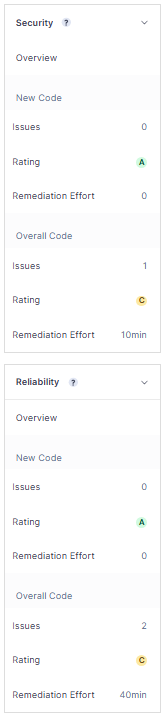 Security ?
Overview
New Code
Issues 0
Rating A
Remediation Effort 0
Overall Code
Issues 1
Rating C
Remediation Effort 10min
Reliability ?
Overview
New Code
Issues 0
Rating A
Remediation Effort 0
Overall Code
Issues 2
Rating C
Remediation Effort 40min